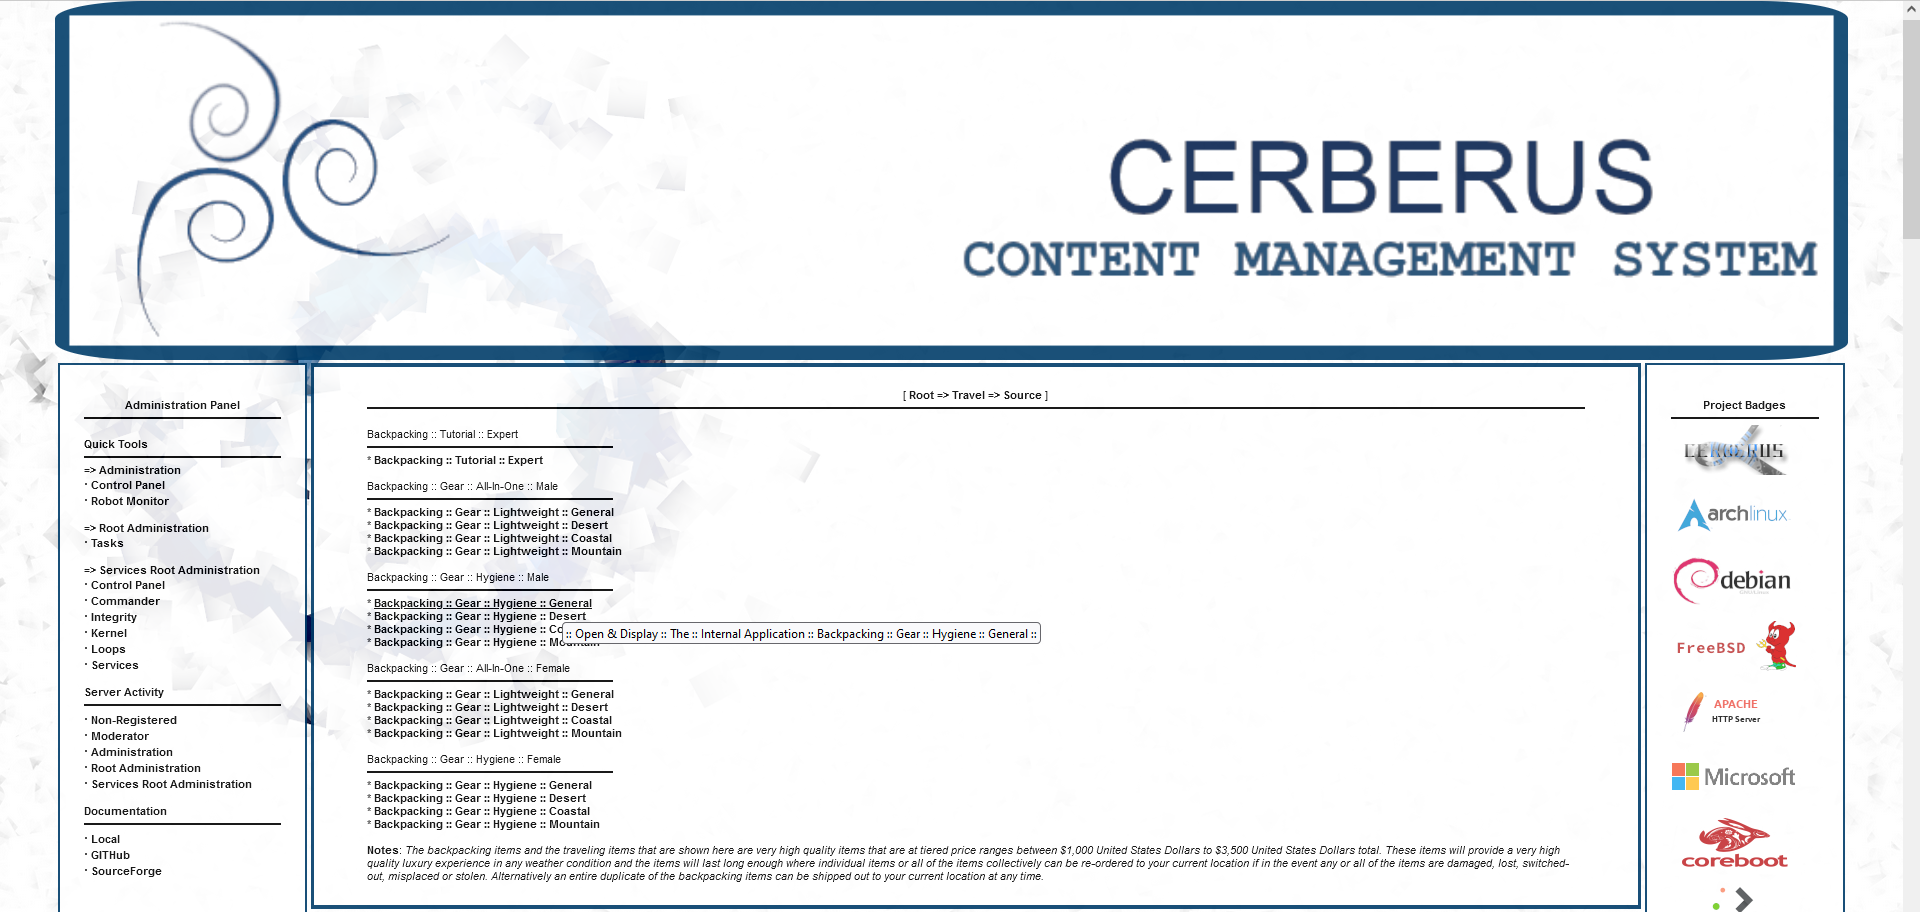 CERBERUS
CONTENT MANAGEMENT SYSTEM
Administration Panel
Quick Tools
=> Administration
· Control Panel
· Robot Monitor
=> Root Administration
· Tasks
=> Services Root Administration
· Control Panel
· Commander
· Integrity
· Kernel
· Loops
· Services
Server Activity
· Non-Registered
· Moderator
· Administration
· Root Administration
· Services Root Administration
Documentation
· Local
· GITHub
· SourceForge
[ Root => Travel => Source ]
Backpacking :: Tutorial :: Expert
* Backpacking :: Tutorial :: Expert
Backpacking :: Gear :: All-In-One :: Male
* Backpacking :: Gear :: Lightweight :: General
* Backpacking :: Gear :: Lightweight :: Desert
* Backpacking :: Gear :: Lightweight :: Coastal
* Backpacking :: Gear :: Lightweight :: Mountain
Backpacking :: Gear :: Hygiene :: Male
* Backpacking :: Gear :: Hygiene :: General
* Backpacking :: Gear :: Hygiene :: Desert
* Backpacking :: Gear :: Hygiene :: Co
:: Open & Display :: The :: Internal Application :: Backpacking :: Gear :: Hygiene :: General ::
* Backpacking :: Gear :: Hygiene :: Mountain
Backpacking :: Gear :: All-In-One :: Female
* Backpacking :: Gear :: Lightweight :: General
* Backpacking :: Gear :: Lightweight :: Desert
* Backpacking :: Gear :: Lightweight :: Coastal
* Backpacking :: Gear :: Lightweight :: Mountain
Backpacking :: Gear :: Hygiene :: Female
* Backpacking :: Gear :: Hygiene :: General
* Backpacking :: Gear :: Hygiene :: Desert
* Backpacking :: Gear :: Hygiene :: Coastal
* Backpacking :: Gear :: Hygiene :: Mountain
Notes: The backpacking items and the traveling items that are shown here are very high quality items that are at tiered price ranges between $1,000 United States Dollars to $3,500 United States Dollars total. These items will provide a very high
quality luxury experience in any weather condition and the items will last long enough where individual items or all of the items collectively can be re-ordered to your current location if in the event any or all of the items are damaged, lost, switched-
out, misplaced or stolen. Alternatively an entire duplicate of the backpacking items can be shipped out to your current location at any time.
Project Badges
CERBERUS
archlinux
debian
FreeBSD
APACHE
HTTP Server
Microsoft
coreboot